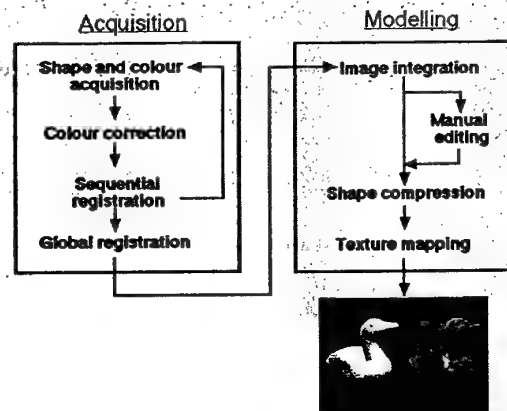 Acquisition
Shape and colour
acquisition
Colour correction
Sequential
registration
Global registration
Modelling
Image integration
Manual
editing
Shape compression
Texture mapping